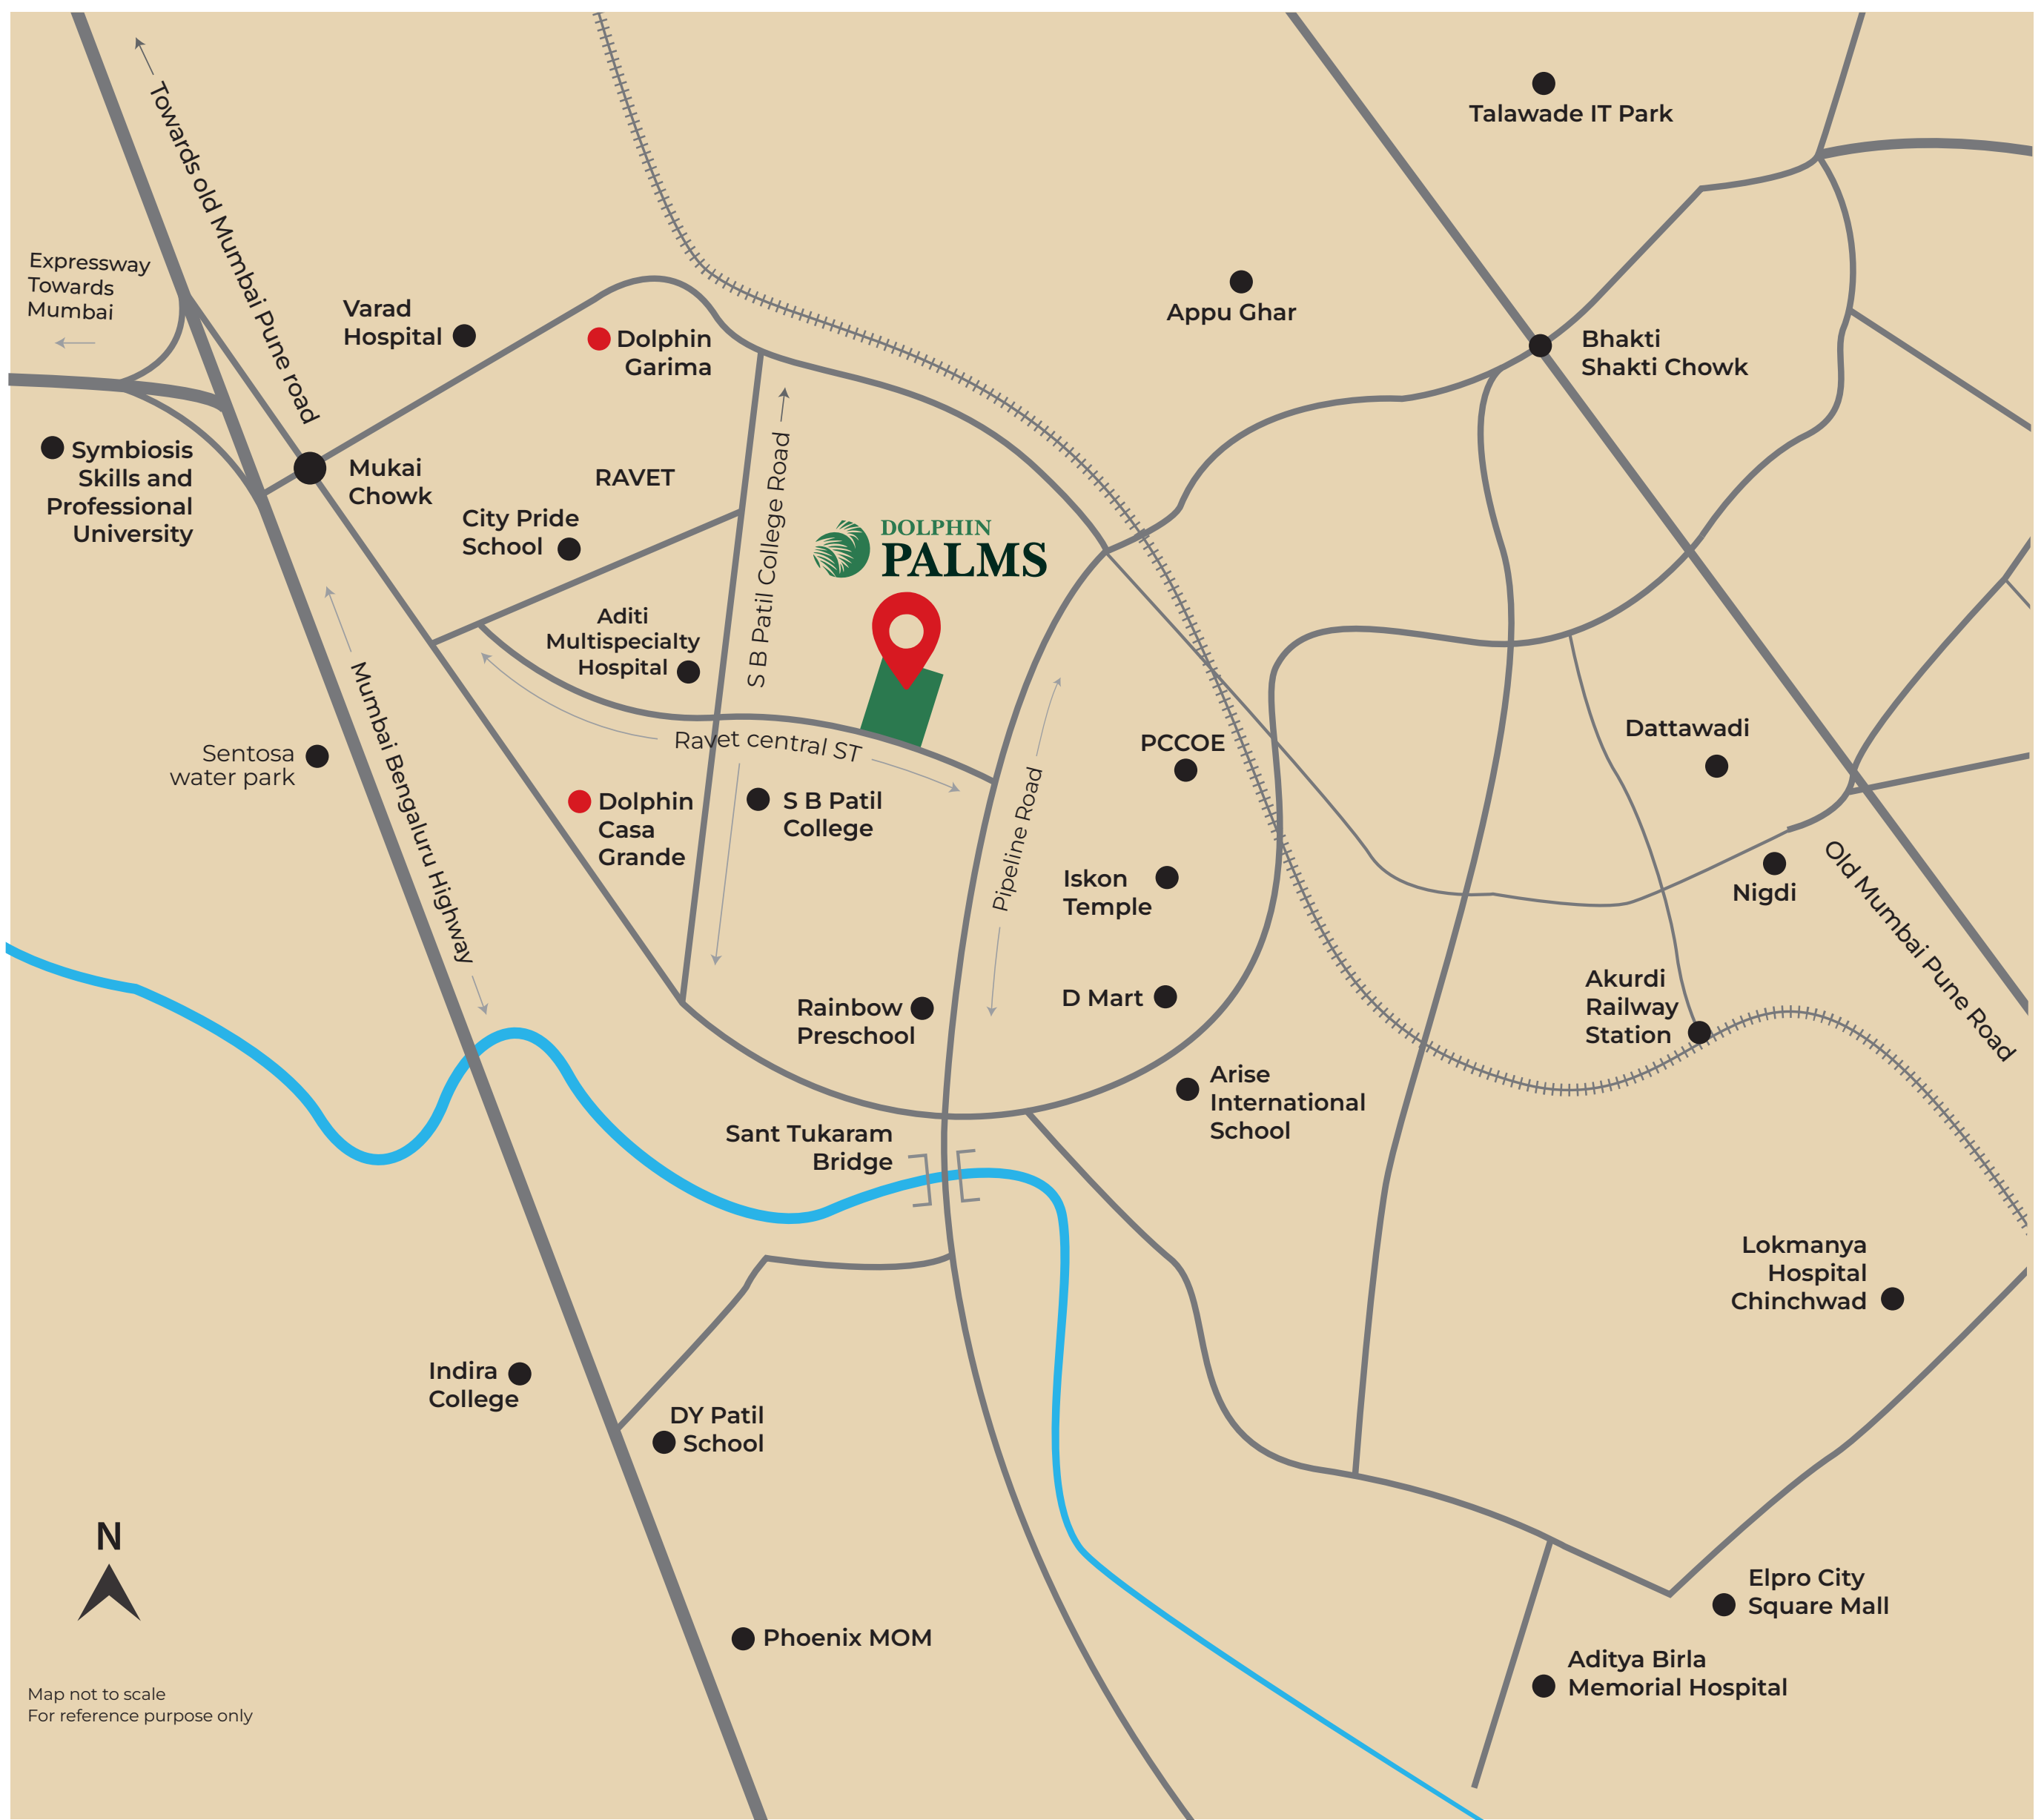 Towards old Mumbai Pune road
Talawade IT Park
Expressway
Towards
Mumbai
Varad
Hospital
Dolphin
Garima
Appu Ghar
Bhakti
Shakti Chowk
Symbiosis
Skills and
Professional
University
Mukai
Chowk
RAVET
City Pride
School
S B Patil College Road
DOLPHIN
PALMS
Aditi
Multispecialty
Hospital
Mumbai Bengaluru Highway
Sentosa
water park
Ravet central ST
Dolphin
Casa
Grande
S B Patil
College
Pipeline Road
PCCOE
Dattawadi
Iskon
Temple
Nigdi
Old Mumbai Pune Road
Rainbow
Preschool
D Mart
Akurdi
Railway
Station
Arise
International
School
Sant Tukaram
Bridge
Lokmanya
Hospital
Chinchwad
Indira
College
DY Patil
School
N
Elpro City
Square Mall
Phoenix MOM
Aditya Birla
Memorial Hospital
Map not to scale
For reference purpose only